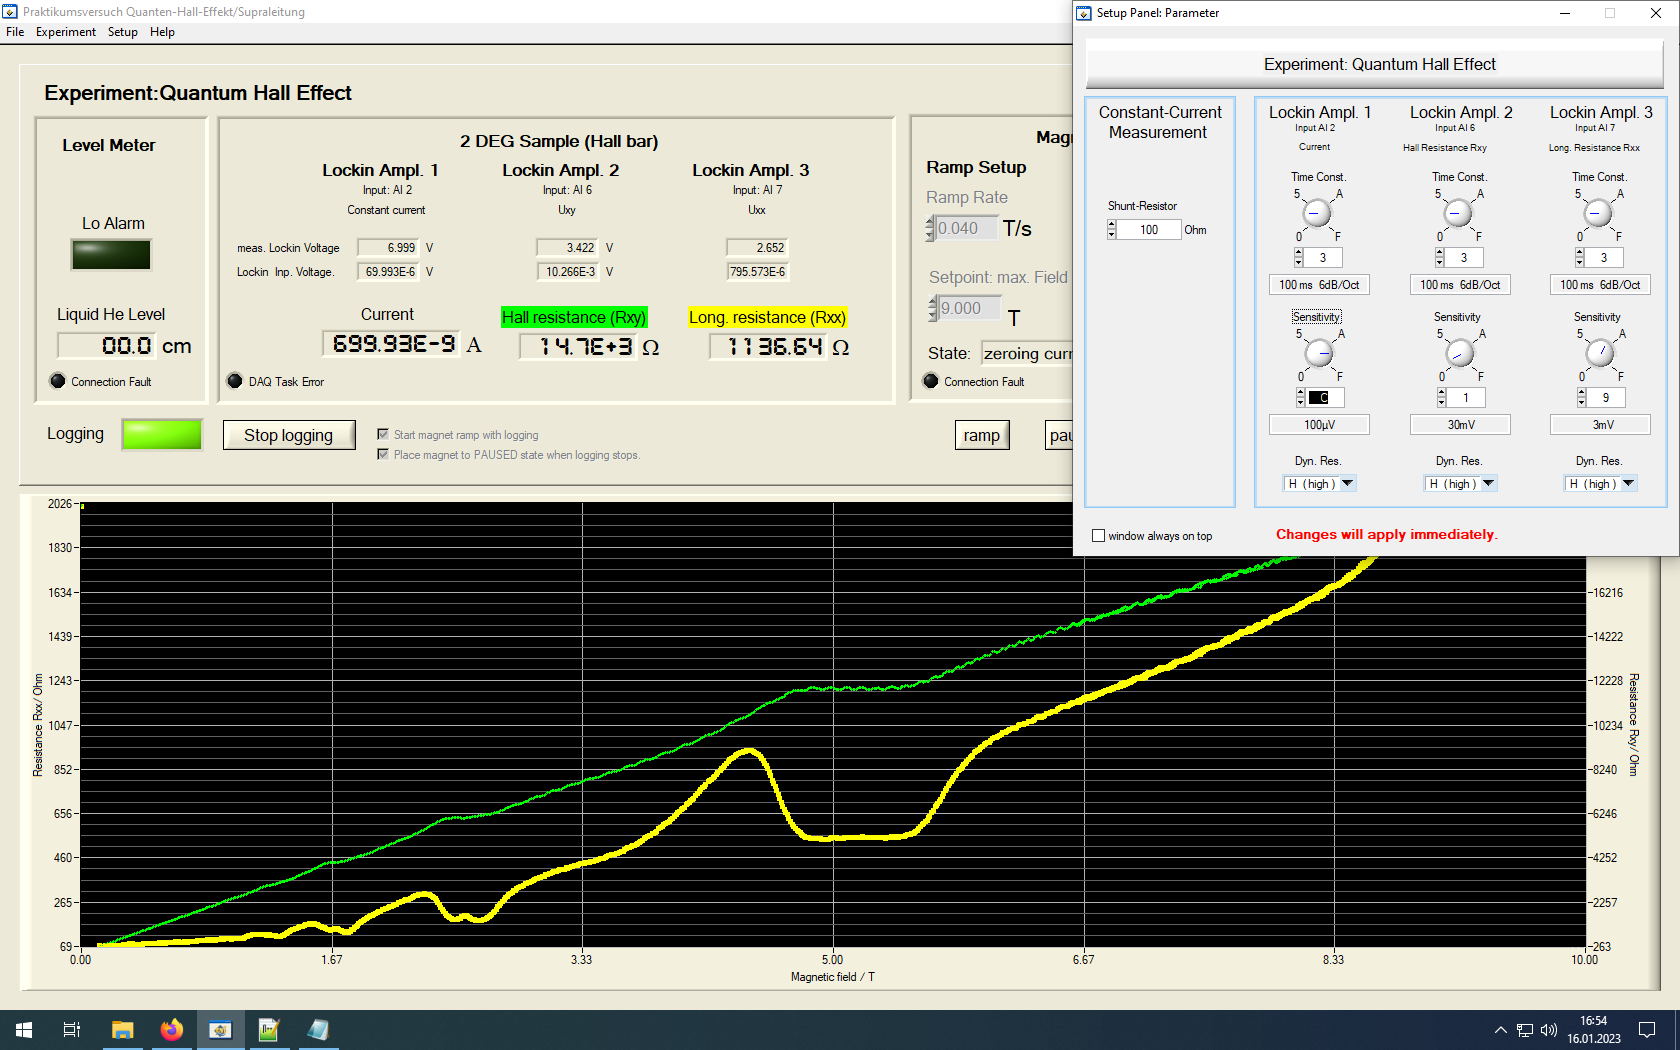 Praktikumsversuch Quanten-Hall-Effekt/Supraleitung
File Experiment Setup Help
Experiment:Quantum Hall Effect
Level Meter
Lo Alarm
Liquid He Level
00.0 cm
Connection Fault
2 DEG Sample (Hall bar)
Lockin Ampl. 1 Lockin Ampl. 2 Lockin Ampl. 3
Input: AI 2 Input: AI 6 Input: AI 7
Constant current Uxy Uxx
meas. Lockin Voltage 6.999 V 3.422 V 2.652
Lockin Inp. Voltage. 69.993E-6 V 10.266E-3 V 795.573E-6
Current Hall resistance (Rxy) Long. resistance (Rxx)
699.93E-9 A 14.7E+3 Ω 1136.64 Ω
DAQ Task Error
Magn
Ramp Setup
Ramp Rate
0.040 T/s
Setpoint: max. Field
9.000 T
State: zeroing curr
Connection Fault
Logging Stop logging
Start magnet ramp with logging
Place magnet to PAUSED state when logging stops.
ramp pau
Setup Panel: Parameter
Experiment: Quantum Hall Effect
Constant-Current
Measurement
Shunt-Resistor
100 Ohm
Lockin Ampl. 1 Lockin Ampl. 2 Lockin Ampl. 3
Input AI 2 Input AI 6 Input AI 7
Current Hall Resistance Rxy Long. Resistance Rxx
Time Const. Time Const. Time Const.
5 A 5 A 5 A
0 F 0 F 0 F
3 3 3
100 ms 6dB/Oct 100 ms 6dB/Oct 100 ms 6dB/Oct
Sensitivity Sensitivity Sensitivity
5 A 5 A 5 A
0 F 0 F 0 F
C 1 9
100µV 30mV 3mV
Dyn. Res. Dyn. Res. Dyn. Res.
H (high) H (high) H (high)
window always on top
Changes will apply immediately.
Resistance Rxx/ Ohm
2026
1830
1634
1439
1243
1047
852
656
460
265
69
0.00 1.67 3.33 5.00 6.67 8.33 10.00
Magnetic field / T
16216
14222
12228
10234
8240
6246
4252
2257
263
Resistance Rxy/ Ohm
16:54
16.01.2023